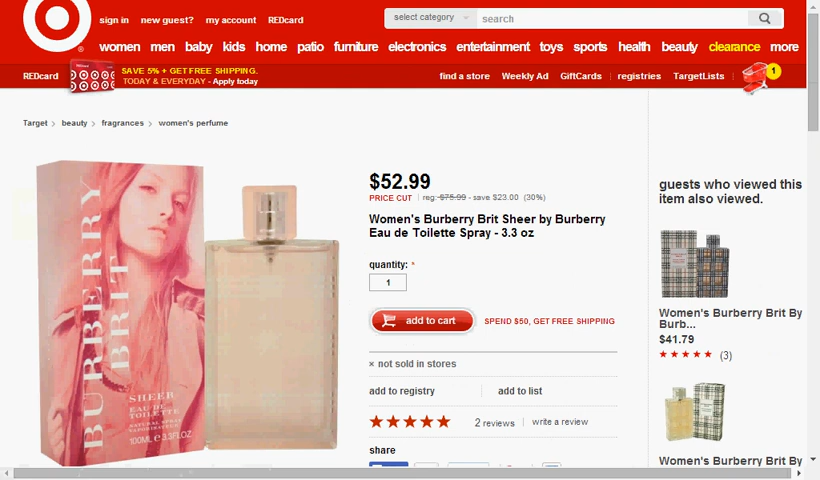 sign in new guest? my account REDcard
select category search
women men baby kids home patio furniture electronics entertainment toys sports health beauty clearance more
REDcard SAVE 5% + GET FREE SHIPPING.
TODAY & EVERYDAY - Apply today
find a store Weekly Ad GiftCards registries TargetLists 1
Target > beauty > fragrances > women's perfume
BURBERRY
BRIT
SHEER
EAU DE
TOILETTE
NATURAL SPRAY
100ML e 3.3FL.OZ
$52.99
PRICE CUT reg: $75.99 - save $23.00 (30%)
Women's Burberry Brit Sheer by Burberry
Eau de Toilette Spray - 3.3 oz
quantity: *
1
add to cart SPEND $50, GET FREE SHIPPING
× not sold in stores
add to registry add to list
2 reviews write a review
share
guests who viewed this
item also viewed.
Women's Burberry Brit By
Burb...
$41.79
(3)
Women's Burberry Brit By